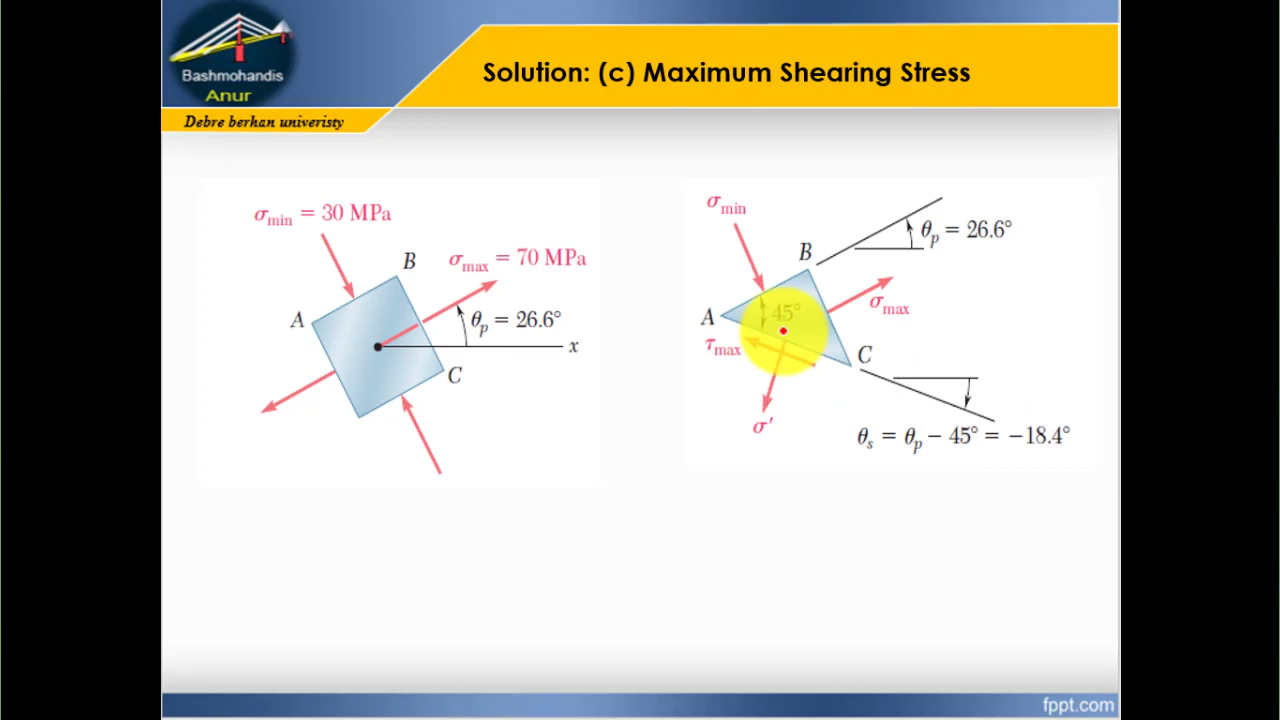 Bashmohandis
Anur
Debre berhan univeristy
Solution: (c) Maximum Shearing Stress
σmin = 30 MPa
B
σmax = 70 MPa
A
θp = 26.6°
x
C
σmin
B
θp = 26.6°
A
45°
σmax
τmax
C
σ′
θs = θp − 45° = −18.4°
fppt.com